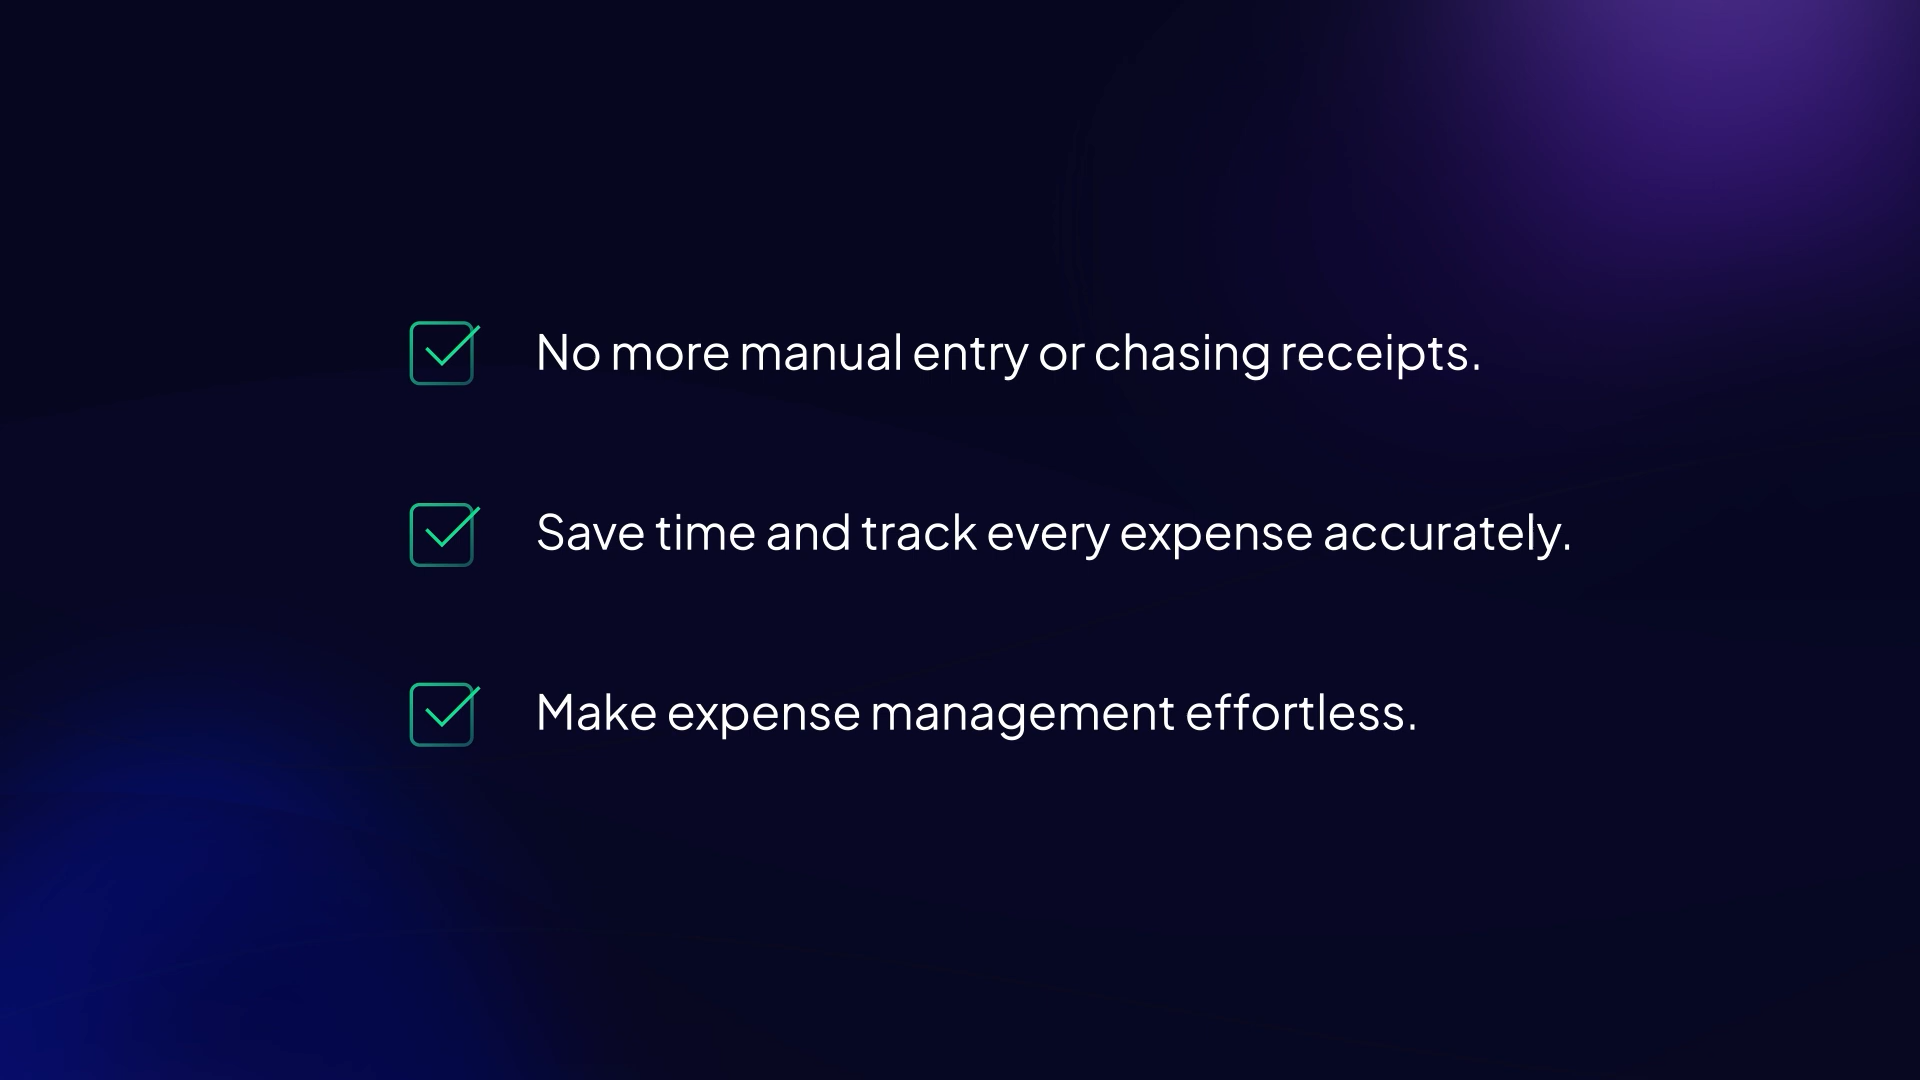 No more manual entry or chasing receipts.
Save time and track every expense accurately.
Make expense management effortless.